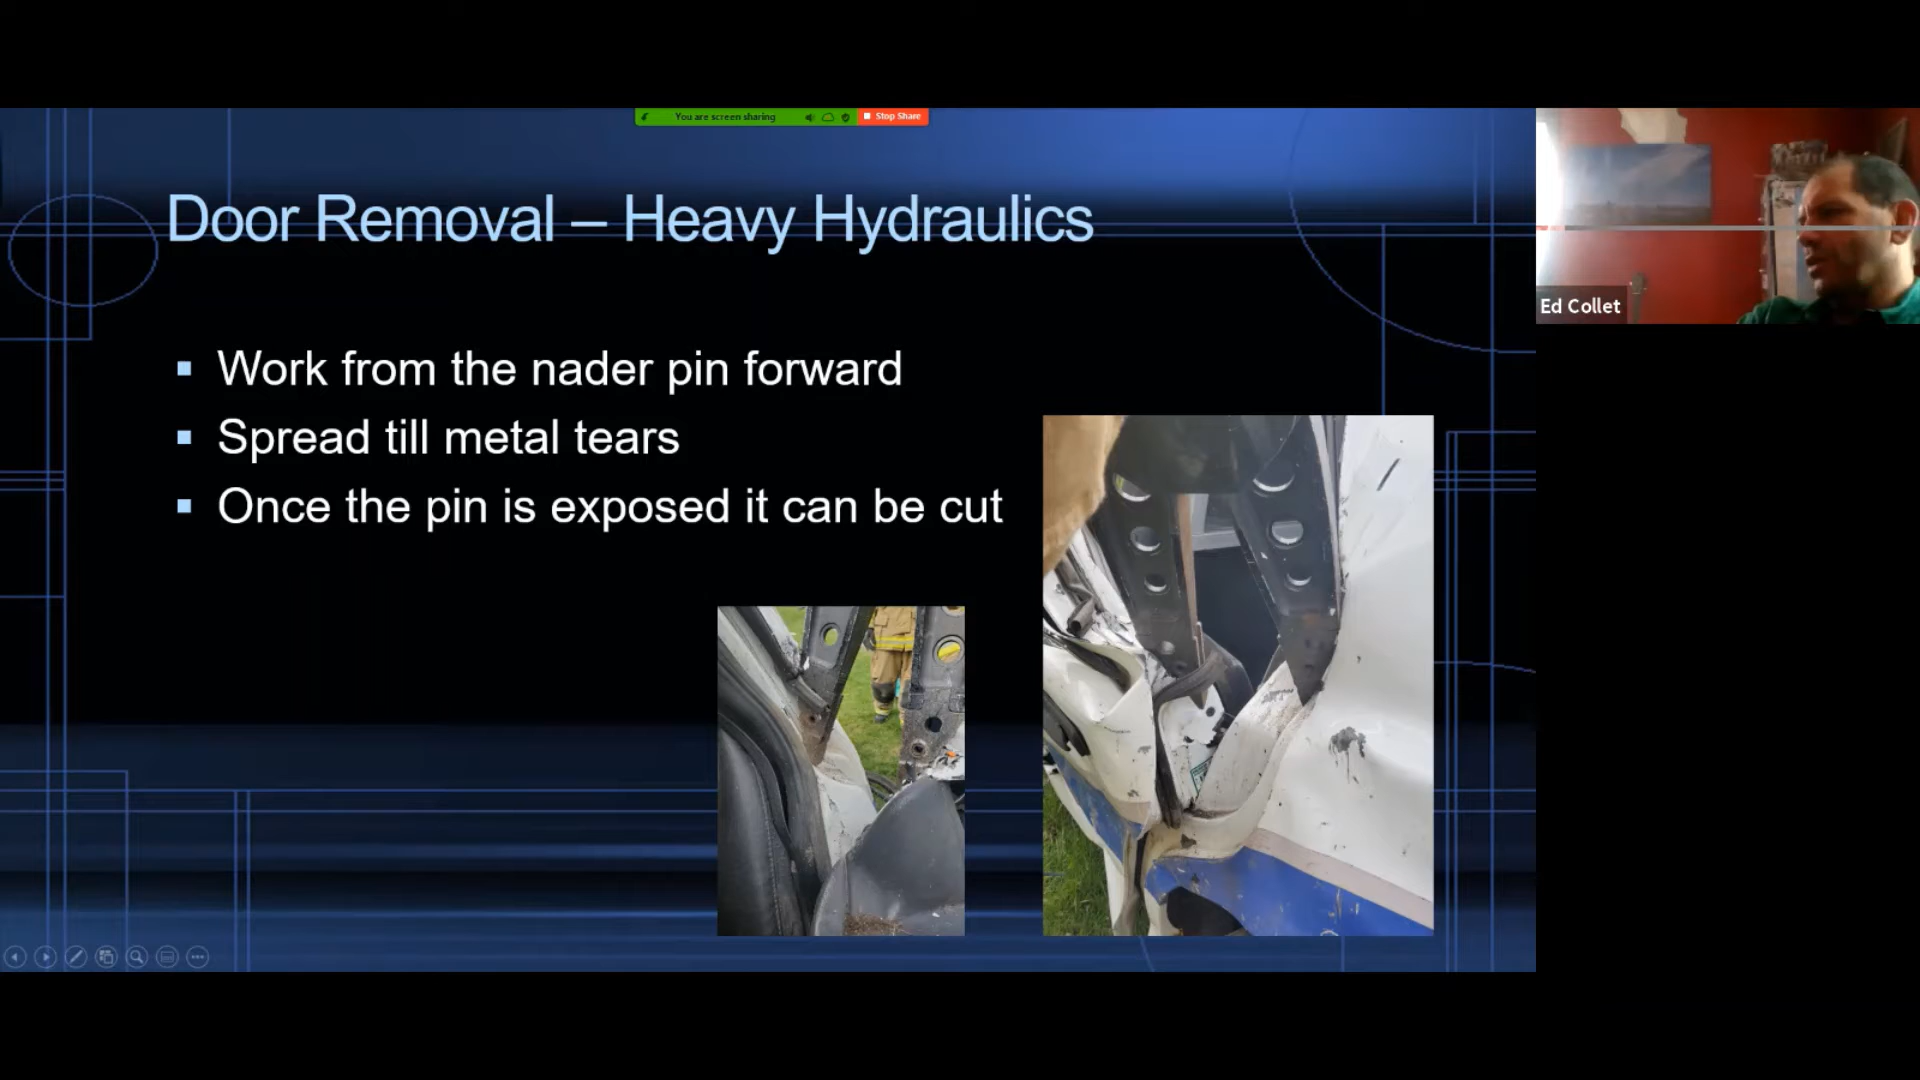 You are screen sharing
Stop Share
Door Removal – Heavy Hydraulics
Work from the nader pin forward
Spread till metal tears
Once the pin is exposed it can be cut
Ed Collet